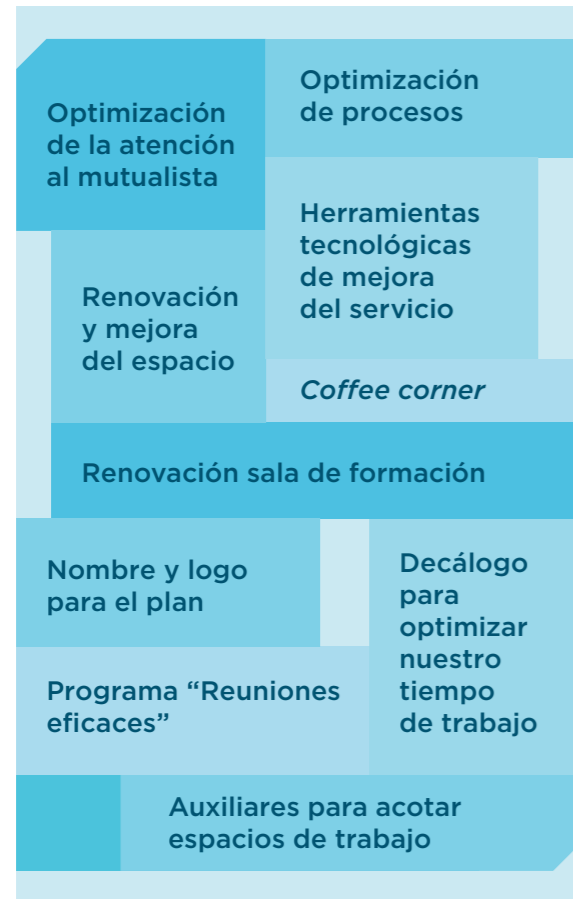 Optimización
de la atención
al mutualista
Optimización
de procesos
Herramientas
tecnológicas
de mejora
del servicio
Renovación
y mejora
del espacio
Coffee corner
Renovación sala de formación
Nombre y logo
para el plan
Decálogo
para
optimizar
nuestro
tiempo
de trabajo
Programa “Reuniones
eficaces”
Auxiliares para acotar
espacios de trabajo